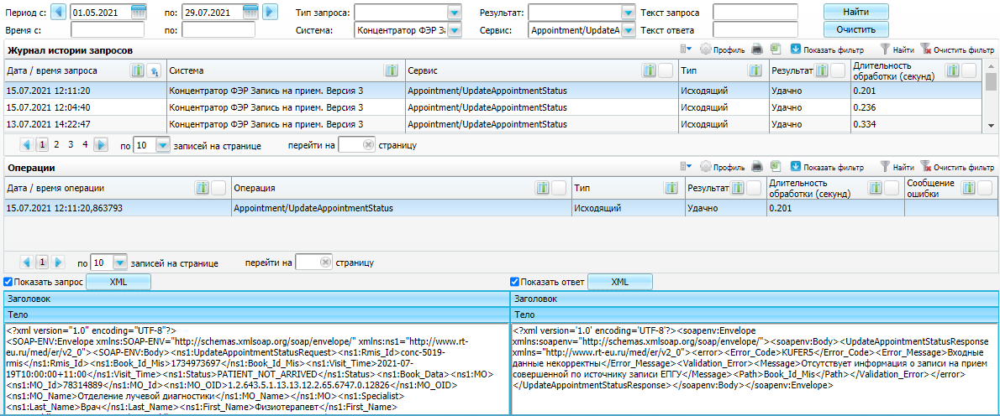 Период с: 01.05.2021 по: 29.07.2021 Тип запроса: Результат: Текст запроса Найти
Время с: по: Система: Концентратор ФЭР За Сервис: Appointment/UpdateA Текст ответа Очистить
Журнал истории запросов Профиль Показать фильтр Найти Очистить фильтр
Дата / время запроса Система Сервис Тип Результат Длительность обработки (секунд)
15.07.2021 12:11:20 Концентратор ФЭР Запись на прием. Версия 3 Appointment/UpdateAppointmentStatus Исходящий Удачно 0.201
15.07.2021 12:04:40 Концентратор ФЭР Запись на прием. Версия 3 Appointment/UpdateAppointmentStatus Исходящий Удачно 0.236
13.07.2021 14:22:47 Концентратор ФЭР Запись на прием. Версия 3 Appointment/UpdateAppointmentStatus Исходящий Удачно 0.334
1 2 3 4 по 10 записей на странице перейти на страницу
Операции Профиль Показать фильтр Найти Очистить фильтр
Дата / время операции Операция Тип Результат Длительность обработки (секунд) Сообщение ошибки
15.07.2021 12:11:20,863793 Appointment/UpdateAppointmentStatus Исходящий Удачно 0.201
1 по 10 записей на странице перейти на страницу
Показать запрос XML Показать ответ XML
Заголовок Заголовок
Тело Тело
<?xml version="1.0" encoding="UTF-8"?>
<SOAP-ENV:Envelope xmlns:SOAP-ENV="http://schemas.xmlsoap.org/soap/envelope/" xmlns:ns1="http://www.rt-
eu.ru/med/er/v2_0"><SOAP-ENV:Body><ns1:UpdateAppointmentStatusRequest><ns1:Rmis_Id>conc-5019-
rmis</ns1:Rmis_Id><ns1:Book_Id_Mis>1734973697</ns1:Book_Id_Mis><ns1:Visit_Time>2021-07-
19T10:00:00+11:00</ns1:Visit_Time><ns1:Status>PATIENT_NOT_ARRIVED</ns1:Status><ns1:Book_Data><ns1:MO>
<ns1:MO_Id>78314889</ns1:MO_Id><ns1:MO_OID>1.2.643.5.1.13.13.12.2.65.6747.0.12826</ns1:MO_OID>
<ns1:MO_Name>Отделение лучевой диагностики</ns1:MO_Name></ns1:MO><ns1:Specialist>
<ns1:Last_Name>Врач</ns1:Last_Name><ns1:First_Name>Физиотерапевт</ns1:First_Name>
<?xml version='1.0' encoding='UTF-8'?><soapenv:Envelope
xmlns:soapenv="http://schemas.xmlsoap.org/soap/envelope/"><soapenv:Body><UpdateAppointmentStatusResponse
xmlns="http://www.rt-eu.ru/med/er/v2_0"><error><Error_Code>KUFER5</Error_Code><Error_Message>Входные
данные некорректны</Error_Message><Validation_Error><Message>Отсутствует информация о записи на прием
совершенной по источнику записи ЕПГУ</Message><Path>Book_Id_Mis</Path></Validation_Error></error>
</UpdateAppointmentStatusResponse></soapenv:Body></soapenv:Envelope>